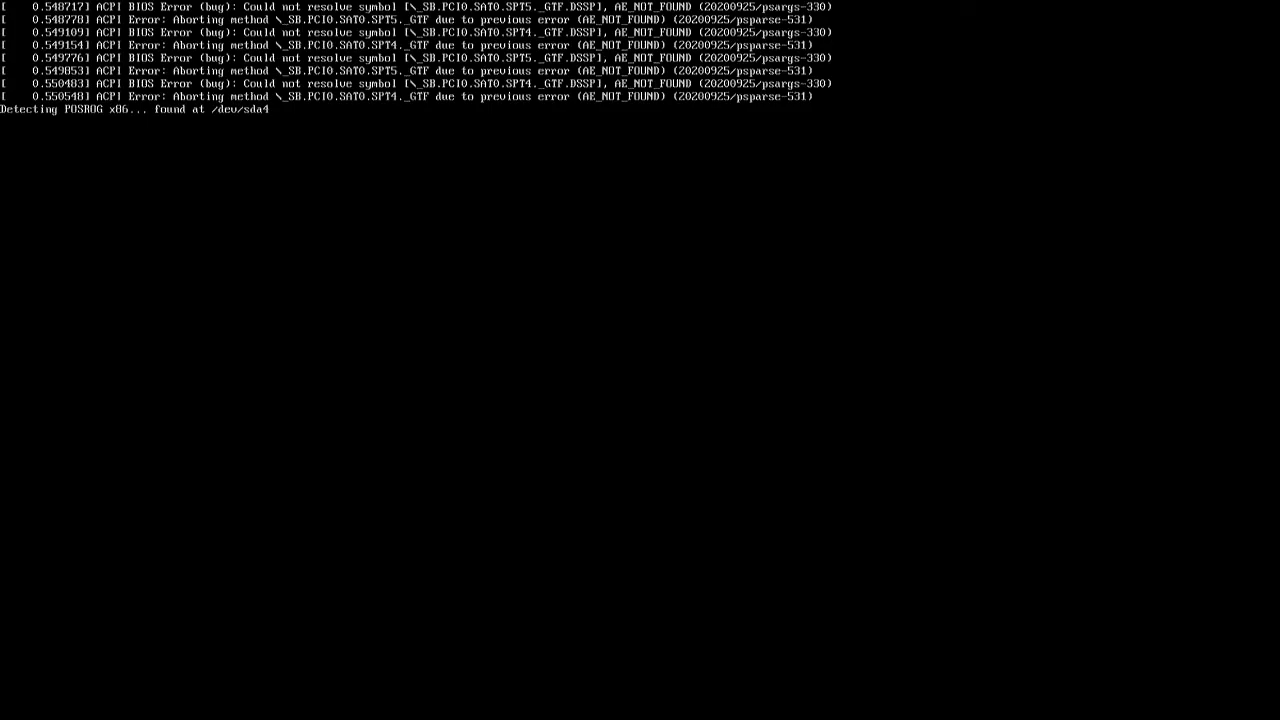 [    0.548717] ACPI BIOS Error (bug): Could not resolve symbol [\_SB.PCI0.SAT0.SPT5._GTF.DSSP], AE_NOT_FOUND (20200925/psargs-330)
[    0.548778] ACPI Error: Aborting method \_SB.PCI0.SAT0.SPT5._GTF due to previous error (AE_NOT_FOUND) (20200925/psparse-531)
[    0.549109] ACPI BIOS Error (bug): Could not resolve symbol [\_SB.PCI0.SAT0.SPT4._GTF.DSSP], AE_NOT_FOUND (20200925/psargs-330)
[    0.549154] ACPI Error: Aborting method \_SB.PCI0.SAT0.SPT4._GTF due to previous error (AE_NOT_FOUND) (20200925/psparse-531)
[    0.549776] ACPI BIOS Error (bug): Could not resolve symbol [\_SB.PCI0.SAT0.SPT5._GTF.DSSP], AE_NOT_FOUND (20200925/psargs-330)
[    0.549853] ACPI Error: Aborting method \_SB.PCI0.SAT0.SPT5._GTF due to previous error (AE_NOT_FOUND) (20200925/psparse-531)
[    0.550483] ACPI BIOS Error (bug): Could not resolve symbol [\_SB.PCI0.SAT0.SPT4._GTF.DSSP], AE_NOT_FOUND (20200925/psargs-330)
[    0.550548] ACPI Error: Aborting method \_SB.PCI0.SAT0.SPT4._GTF due to previous error (AE_NOT_FOUND) (20200925/psparse-531)
Detecting POSROG x86... found at /dev/sda4